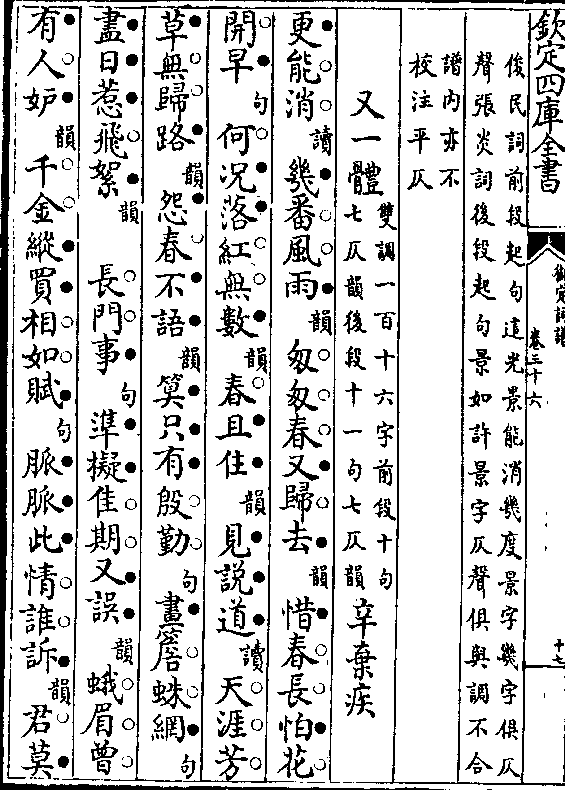 欽定四庫全書
御定詞譜
卷三十六
十七
俊民詞前段起句這光景能消幾度景字幾字俱仄
聲張炎詞後段起句景如許景字仄聲俱與調不合
譜內亦不
校注平仄
又一體 雙調一百十六字前段十句七仄韻後段十一句七仄韻 辛棄疾
更能消讀幾番風雨韻匆匆春又歸去韻惜春長怕花
開早句何況落紅無數韻春且住韻見說道讀天涯芳
草無歸路韻怨春不語韻筭只有殷勤句畫簷蛛網句
盡日惹飛絮韻 長門事句準擬佳期又誤韻蛾眉曾
有人妒韻千金縱買相如賦句脈脈此情誰訴韻君莫